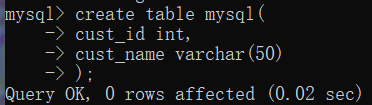 mysql> create table mysql(
    -> cust_id int,
    -> cust_name varchar(50)
    -> );
Query OK, 0 rows affected (0.02 sec)